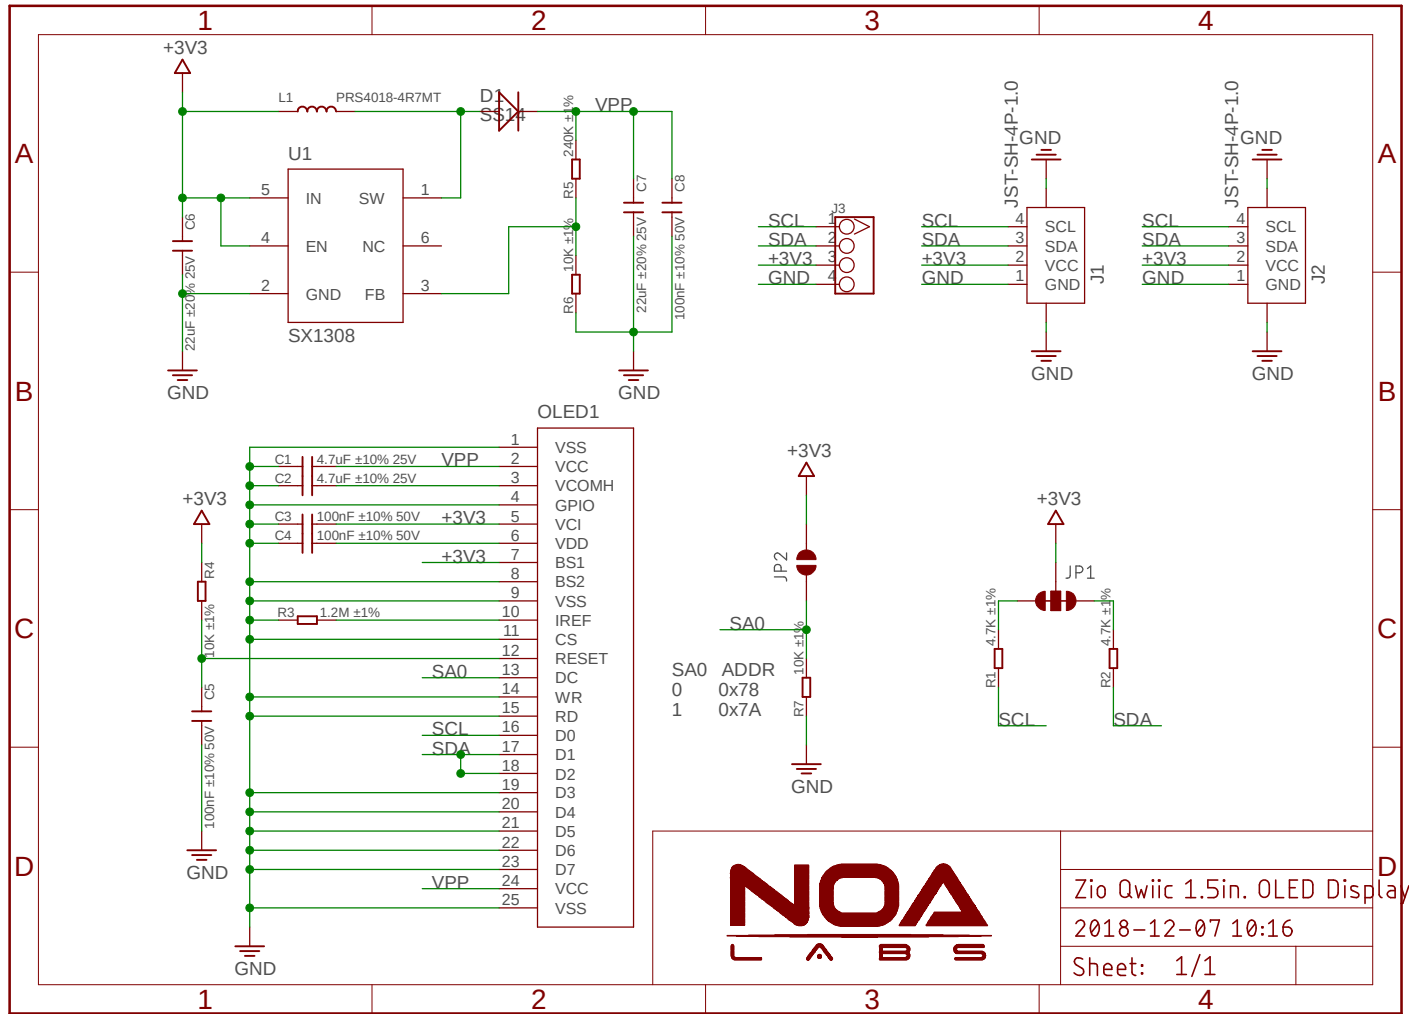 1 2 3 4
+3V3
L1 PRS4018-4R7MT
D1
SS14
VPP
A A
U1
5 IN SW 1
4 EN NC 6
2 GND FB 3
SX1308
C6
22uF ±20% 25V
GND
240K ±1%
R5
10K ±1%
R6
C7
22uF ±20% 25V
C8
100nF ±10% 50V
GND
J3
SCL 1
SDA 2
+3V3 3
GND 4
JST-SH-4P-1.0
GND
SCL 4 SCL
SDA 3 SDA
+3V3 2 VCC
GND 1 GND
J1
GND
JST-SH-4P-1.0
GND
SCL 4 SCL
SDA 3 SDA
+3V3 2 VCC
GND 1 GND
J2
GND
B B
OLED1
1 VSS
C1 4.7uF ±10% 25V VPP 2 VCC
C2 4.7uF ±10% 25V 3 VCOMH
4 GPIO
C3 100nF ±10% 50V +3V3 5 VCI
C4 100nF ±10% 50V 6 VDD
+3V3 7 BS1
8 BS2
9 VSS
R3 1.2M ±1% 10 IREF
11 CS
12 RESET
SA0 13 DC
14 WR
15 RD
SCL 16 D0
SDA 17 D1
18 D2
19 D3
20 D4
21 D5
22 D6
23 D7
VPP 24 VCC
25 VSS
GND
+3V3
R4
10K ±1%
C5
100nF ±10% 50V
GND
+3V3
JP2
SA0
10K ±1%
R7
SA0 ADDR
0 0x78
1 0x7A
GND
+3V3
JP1
4.7K ±1%
R1
SCL
4.7K ±1%
R2
SDA
C C
D D
NOA
LABS
Zio Qwiic 1.5in. OLED Display
2018-12-07 10:16
Sheet: 1/1
1 2 3 4